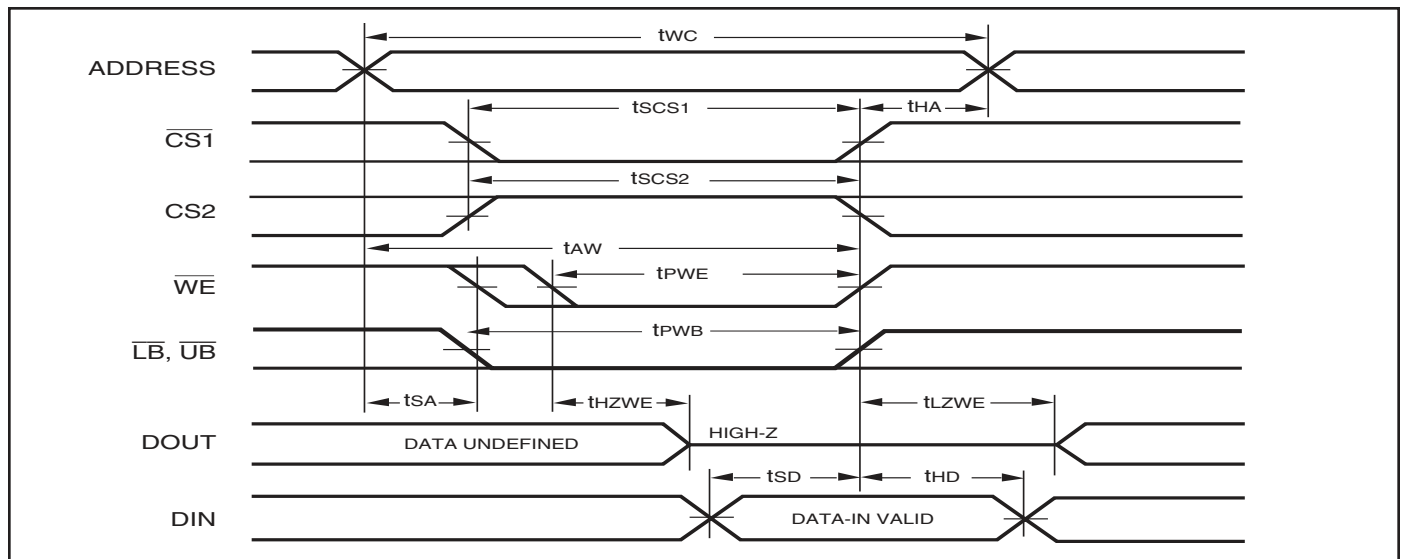 tWC
ADDRESS
tSCS1
tHA
CS1
tSCS2
CS2
tAW
WE
tPWE
tPWB
LB, UB
tSA
tHZWE
tLZWE
DOUT
DATA UNDEFINED
HIGH-Z
tSD
tHD
DIN
DATA-IN VALID